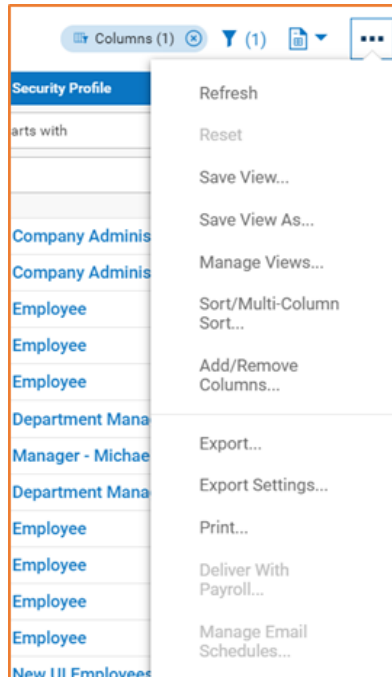 Columns (1)
(1)
Security Profile
Refresh
arts with
Reset
Save View...
Save View As...
Company Adminis
Manage Views...
Company Adminis
Employee
Sort/Multi-Column
Sort...
Employee
Employee
Add/Remove
Columns...
Department Mana
Export...
Manager - Michae
Department Mana
Export Settings...
Employee
Print...
Employee
Deliver With
Payroll...
Employee
Employee
Manage Email
Schedules...
New UI Employees